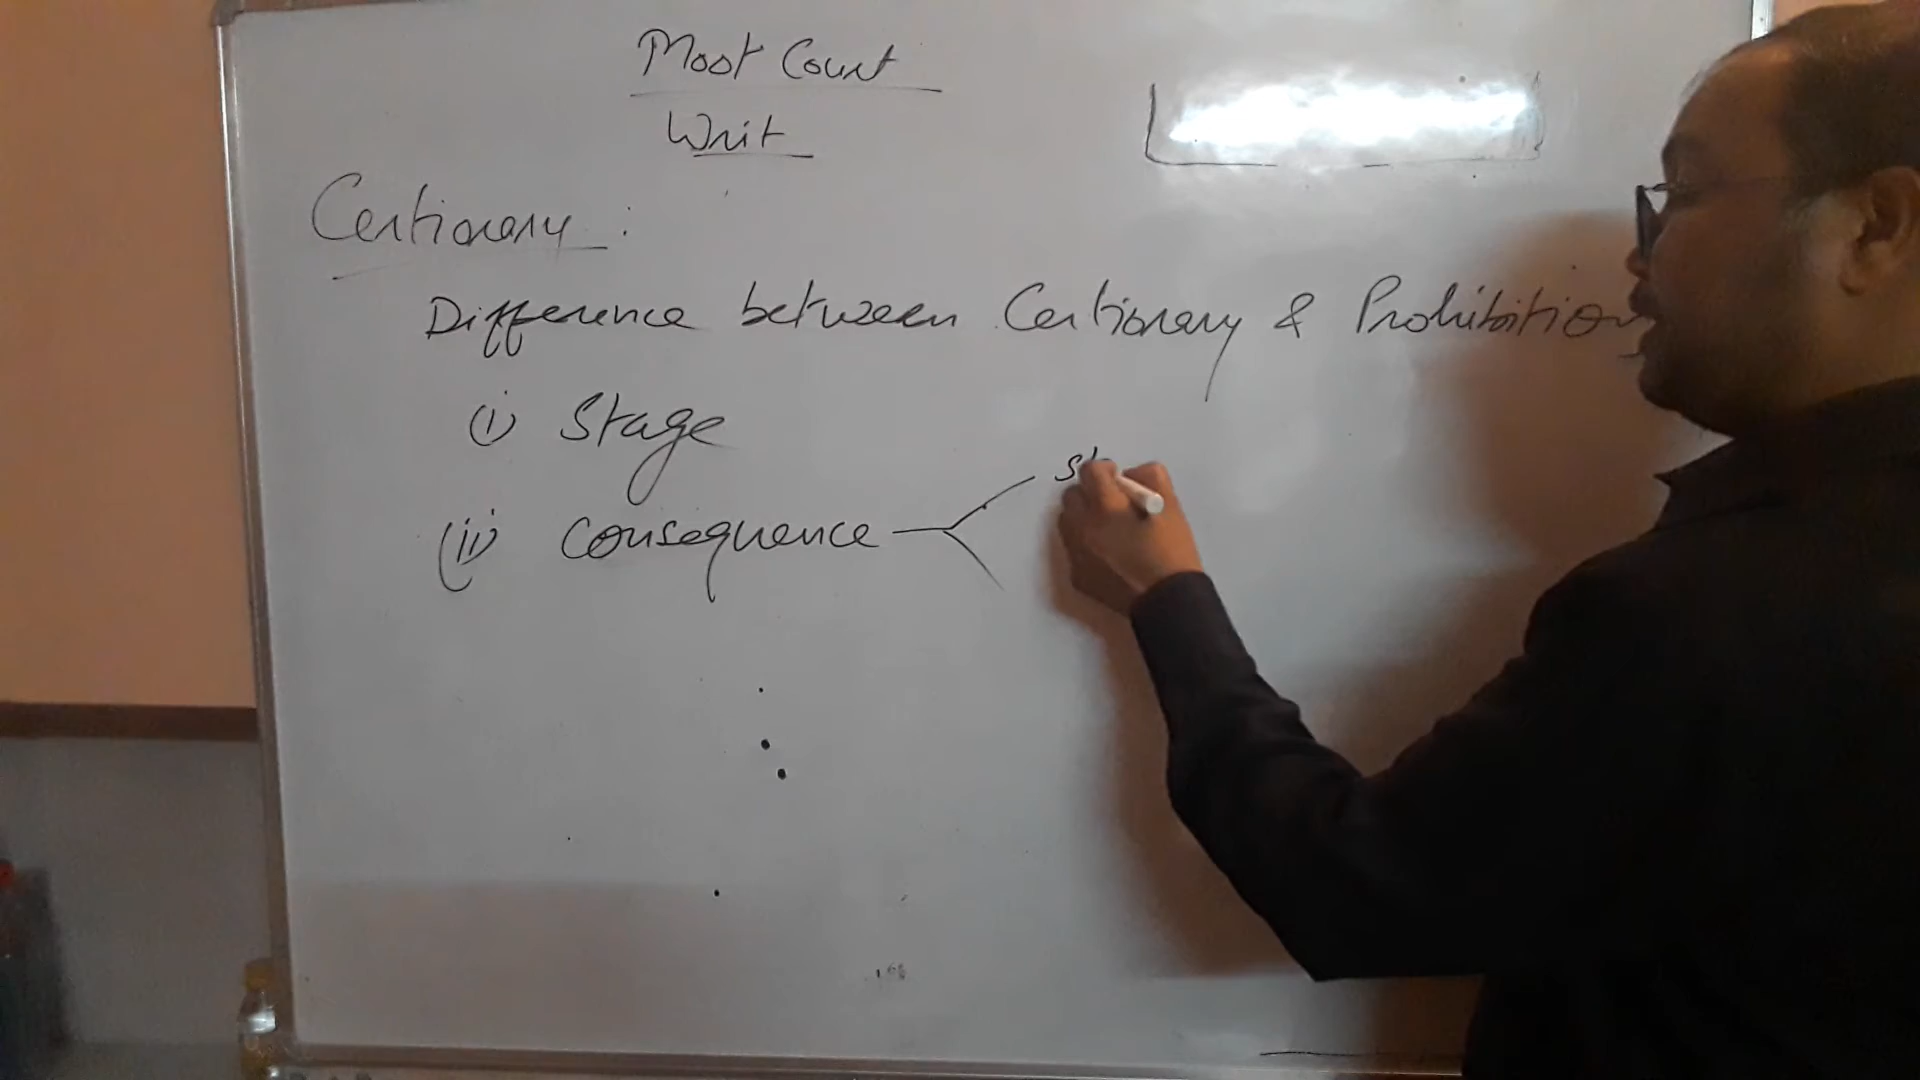 Moot Court
Writ
Certiorary :
Difference between Certiorary & Prohibition
(i) Stage
(ii) Consequence